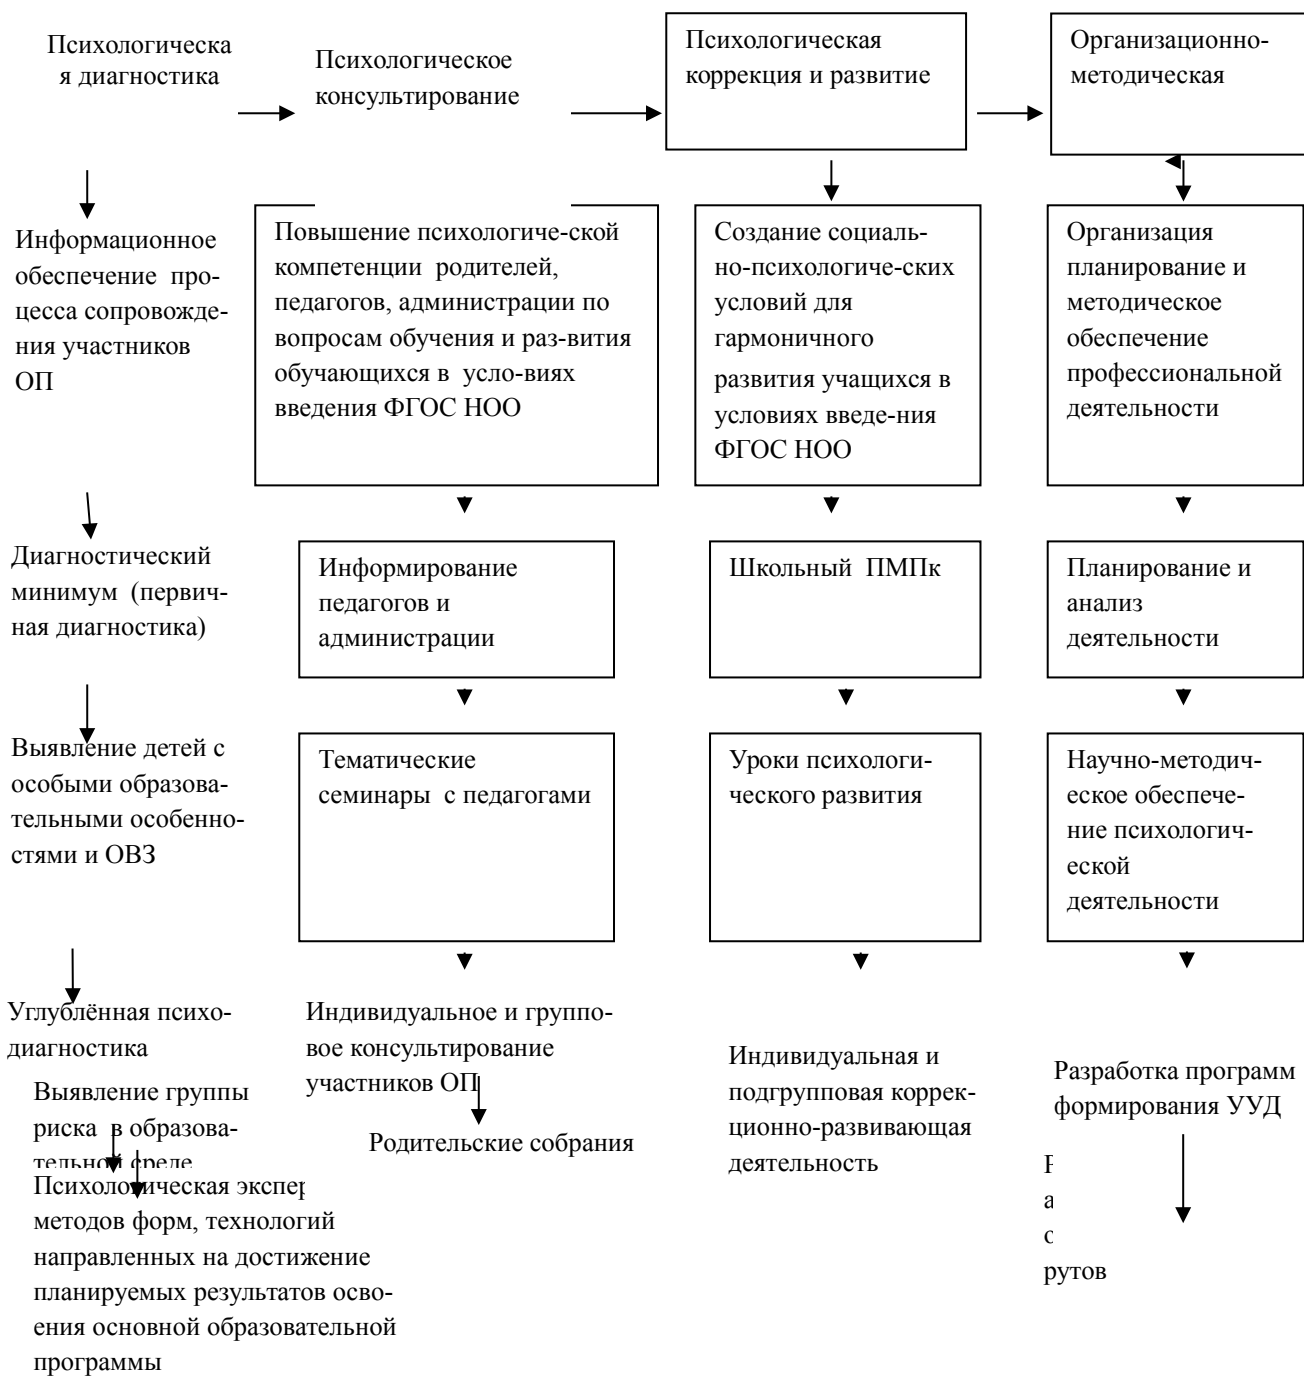 Психологическа
я диагностика
Психологическое
консультирование
Психологическая
коррекция и развитие
Организационно-
методическая
Информационное
обеспечение про-
цесса сопровожде-
ния участников
ОП
Повышение психологиче-ской
компетенции родителей,
педагогов, администрации по
вопросам обучения и раз-вития
обучающихся в усло-виях
введения ФГОС НОО
Создание социаль-
но-психологиче-ских
условий для
гармоничного
развития учащихся в
условиях введе-ния
ФГОС НОО
Организация
планирование и
методическое
обеспечение
профессиональной
деятельности
Диагностический
минимум (первич-
ная диагностика)
Информирование
педагогов и
администрации
Школьный ПМПк
Планирование и
анализ
деятельности
Выявление детей с
особыми образова-
тельными особенно-
стями и ОВЗ
Тематические
семинары с педагогами
Уроки психологи-
ческого развития
Научно-методич-
еское обеспече-
ние психологич-
еской
деятельности
Углублённая психо-
диагностика
Индивидуальное и группо-
вое консультирование
участников ОП
Индивидуальная и
подгрупповая коррек-
ционно-развивающая
деятельность
Разработка программ
формирования УУД
Выявление группы
риска в образова-
тельной среде
Родительские собрания
Психологическая экспер
методов форм, технологий
направленных на достижение
планируемых результатов осво-
ения основной образовательной
программы
а
о
рутов